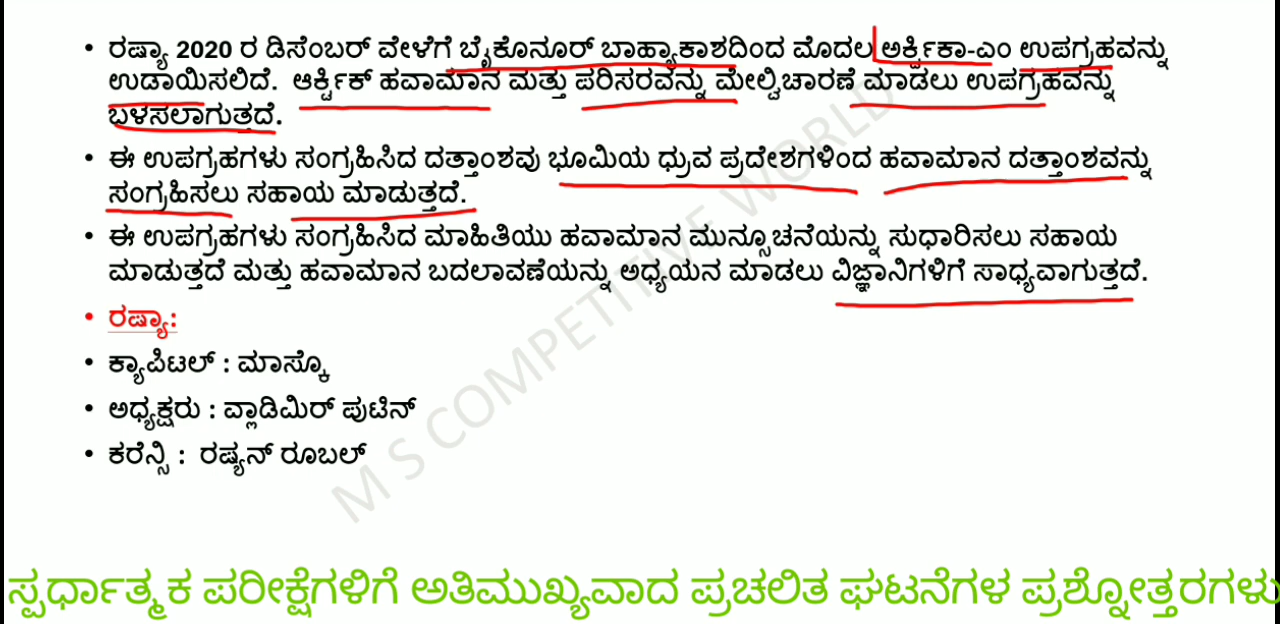 • ರಷ್ಯಾ 2020 ರ ಡಿಸೆಂಬರ್ ವೇಳೆಗೆ ಬೈಕೊನೂರ್ ಬಾಹ್ಯಾಕಾಶದಿಂದ ಮೊದಲ ಅರ್ಕ್ಟಿಕಾ-ಎಂ ಉಪಗ್ರಹವನ್ನು
ಉಡಾಯಿಸಲಿದೆ. ಆರ್ಕ್ಟಿಕ್ ಹವಾಮಾನ ಮತ್ತು ಪರಿಸರವನ್ನು ಮೇಲ್ವಿಚಾರಣೆ ಮಾಡಲು ಉಪಗ್ರಹವನ್ನು
ಬಳಸಲಾಗುತ್ತದೆ.
• ಈ ಉಪಗ್ರಹಗಳು ಸಂಗ್ರಹಿಸಿದ ದತ್ತಾಂಶವು ಭೂಮಿಯ ಧ್ರುವ ಪ್ರದೇಶಗಳಿಂದ ಹವಾಮಾನ ದತ್ತಾಂಶವನ್ನು
ಸಂಗ್ರಹಿಸಲು ಸಹಾಯ ಮಾಡುತ್ತದೆ.
• ಈ ಉಪಗ್ರಹಗಳು ಸಂಗ್ರಹಿಸಿದ ಮಾಹಿತಿಯು ಹವಾಮಾನ ಮುನ್ಸೂಚನೆಯನ್ನು ಸುಧಾರಿಸಲು ಸಹಾಯ
ಮಾಡುತ್ತದೆ ಮತ್ತು ಹವಾಮಾನ ಬದಲಾವಣೆಯನ್ನು ಅಧ್ಯಯನ ಮಾಡಲು ವಿಜ್ಞಾನಿಗಳಿಗೆ ಸಾಧ್ಯವಾಗುತ್ತದೆ.
• ರಷ್ಯಾ:
• ಕ್ಯಾಪಿಟಲ್ : ಮಾಸ್ಕೊ
• ಅಧ್ಯಕ್ಷರು : ವ್ಲಾಡಿಮಿರ್ ಪುಟಿನ್
• ಕರೆನ್ಸಿ : ರಷ್ಯನ್ ರೂಬಲ್
M S COMPETITIVE WORLD
ಸ್ಪರ್ಧಾತ್ಮಕ ಪರೀಕ್ಷೆಗಳಿಗೆ ಅತಿಮುಖ್ಯವಾದ ಪ್ರಚಲಿತ ಘಟನೆಗಳ ಪ್ರಶ್ನೋತ್ತರಗಳು